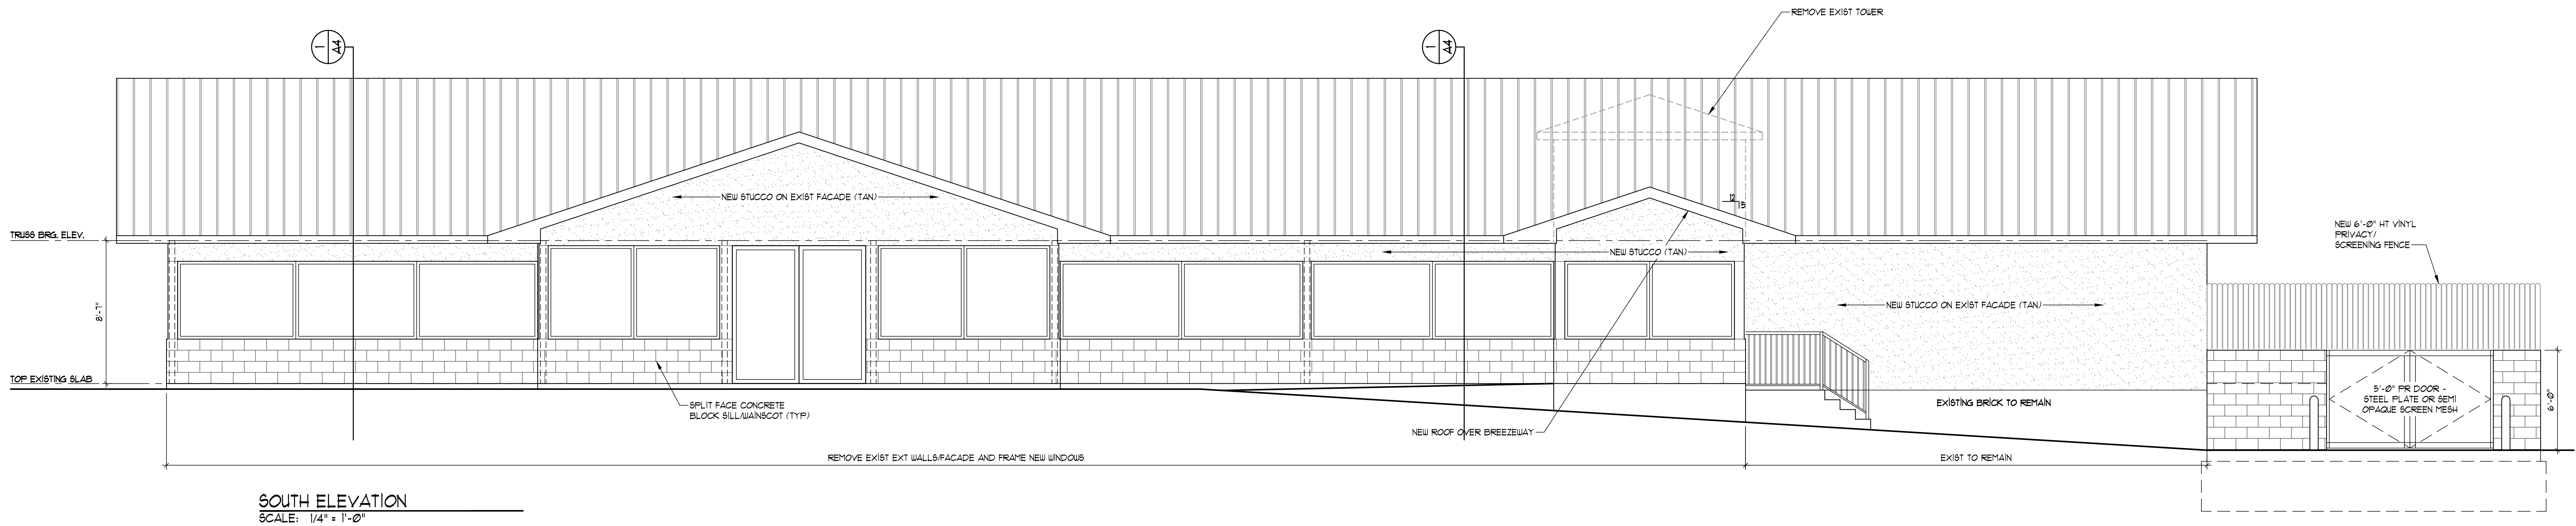 REMOVE EXIST TOWER
1
A4
1
A4
NEW STUCCO ON EXIST FACADE (TAN)
12
5
TRUSS BRG. ELEV.
NEW 6'-0" HT VINYL
PRIVACY/
SCREENING FENCE
NEW STUCCO (TAN)
8'-7"
NEW STUCCO ON EXIST FACADE (TAN)
TOP EXISTING SLAB
5'-0" PR DOOR -
STEEL PLATE OR SEMI
OPAQUE SCREEN MESH
6'-0"
SPLIT FACE CONCRETE
BLOCK SILL/WAINSCOT (TYP)
EXISTING BRICK TO REMAIN
NEW ROOF OVER BREEZEWAY
REMOVE EXIST EXT WALLS/FACADE AND FRAME NEW WINDOWS
EXIST TO REMAIN
SOUTH ELEVATION
SCALE: 1/4" = 1'-0"